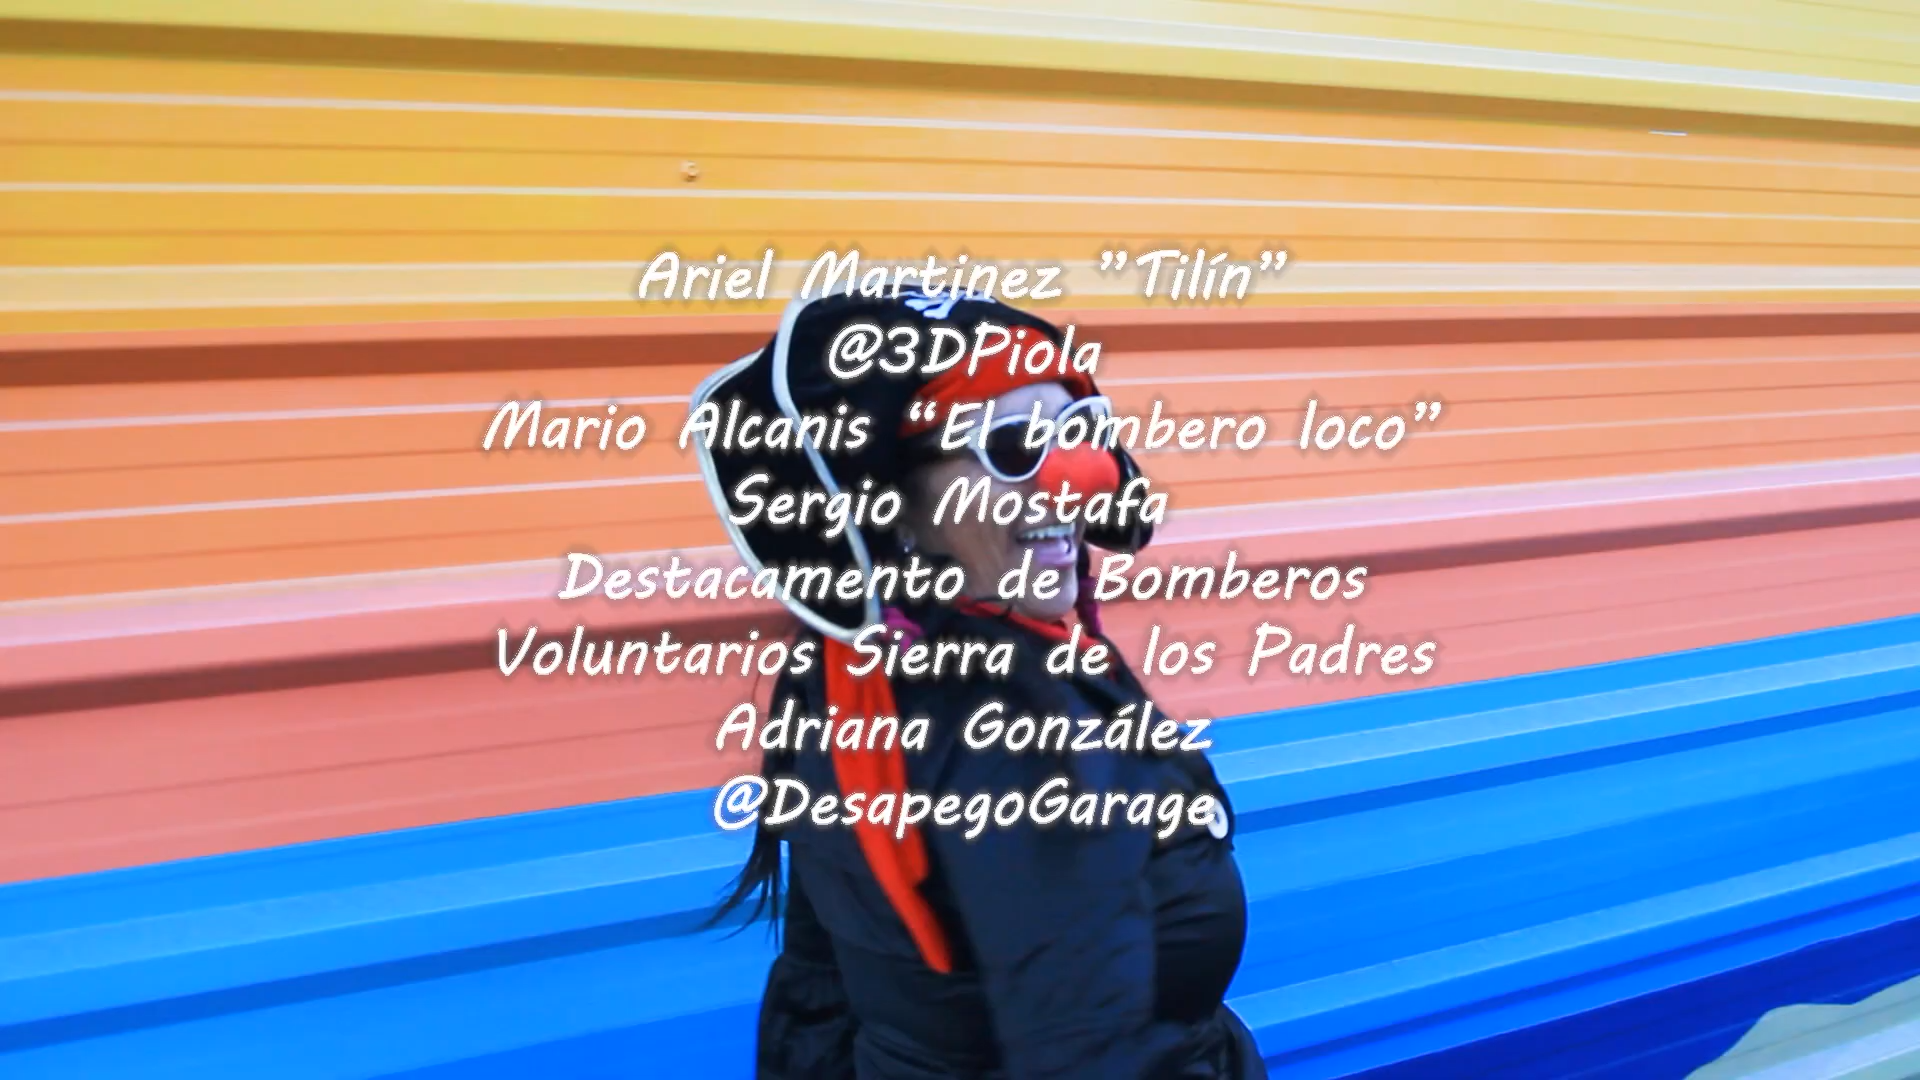 Ariel Martinez ”Tilín”
@3DPiola
Mario Alcanis “El bombero loco”
Sergio Mostafa
Destacamento de Bomberos
Voluntarios Sierra de los Padres
Adriana González
@DesapegoGarage